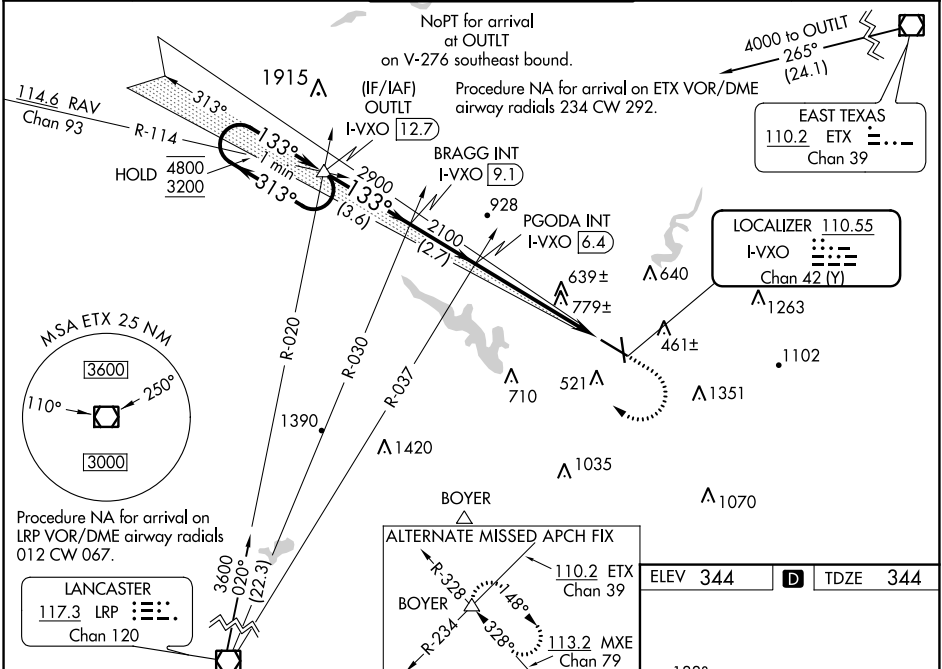 NoPT for arrival
at OUTLT
on V-276 southeast bound.
4000 to OUTLT
265°
(24.1)
1915
(IF/IAF)
OUTLT
I-VXO 12.7
Procedure NA for arrival on ETX VOR/DME
airway radials 234 CW 292.
EAST TEXAS
110.2 ETX
Chan 39
114.6 RAV
Chan 93
R-114
313°
133°
1 min
313°
HOLD 4800
3200
BRAGG INT
I-VXO 9.1
2900
133°
(3.6)
928
2100
(2.7)
PGODA INT
I-VXO 6.4
LOCALIZER 110.55
I-VXO
Chan 42 (Y)
639±
779±
640
1263
461±
1102
521
710
1351
R-020
R-030
R-037
MSA ETX 25 NM
3600
110°
250°
3000
1390
1420
1035
1070
Procedure NA for arrival on
LRP VOR/DME airway radials
012 CW 067.
LANCASTER
117.3 LRP
Chan 120
3600
020°
(22.3)
BOYER
ALTERNATE MISSED APCH FIX
110.2 ETX
Chan 39
R-328
148°
BOYER
328°
R-234
113.2 MXE
Chan 79
ELEV 344
D
TDZE 344